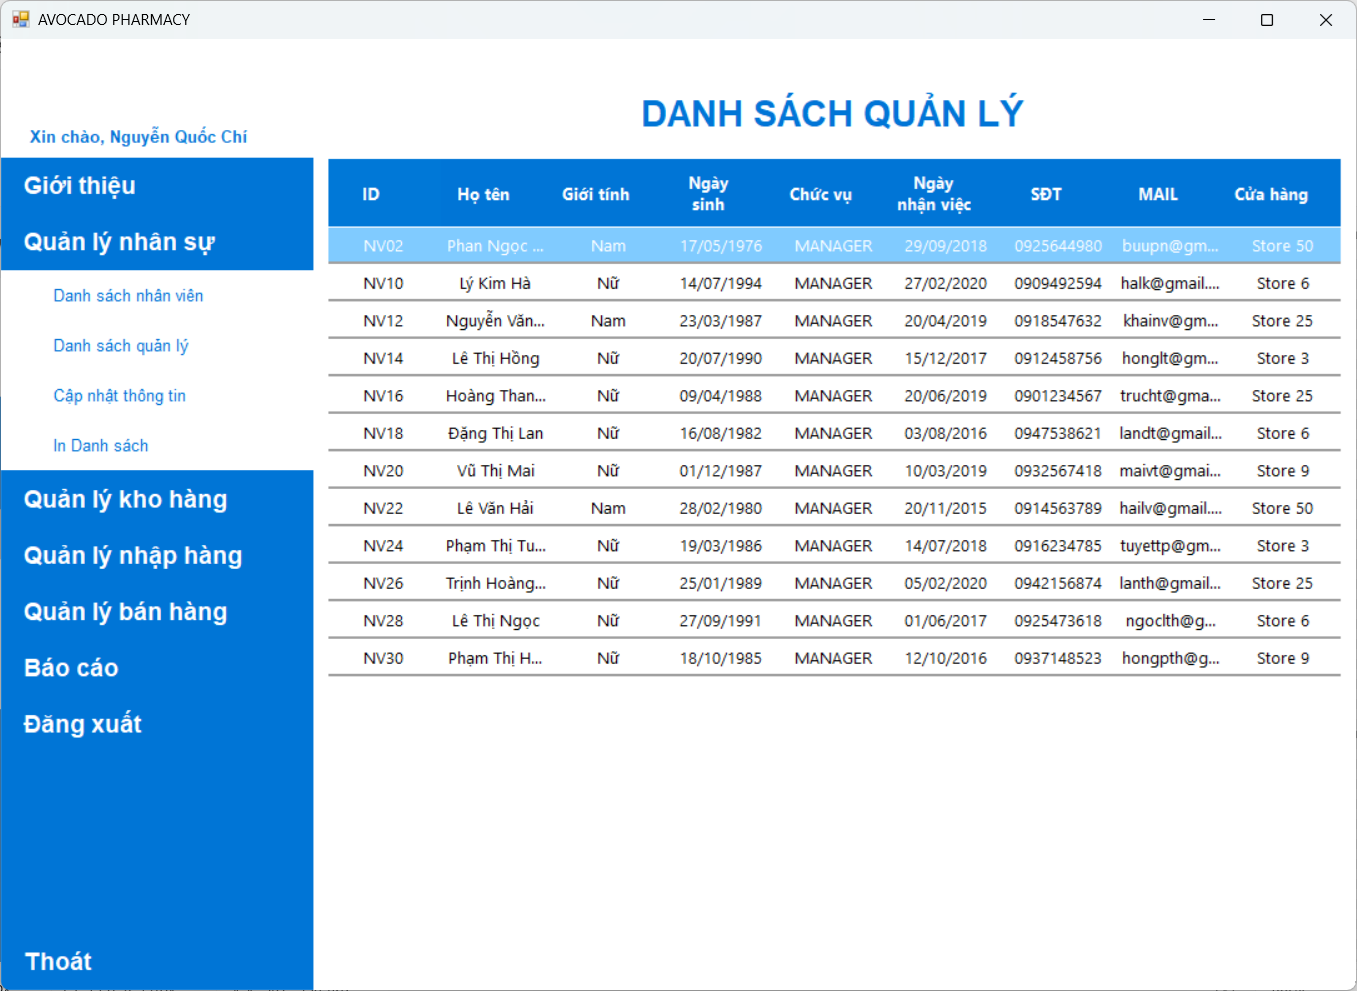 AVOCADO PHARMACY
DANH SÁCH QUẢN LÝ
Xin chào, Nguyễn Quốc Chí
Giới thiệu
Quản lý nhân sự
Danh sách nhân viên
Danh sách quản lý
Cập nhật thông tin
In Danh sách
Quản lý kho hàng
Quản lý nhập hàng
Quản lý bán hàng
Báo cáo
Đăng xuất
Thoát
ID Họ tên Giới tính Ngày sinh Chức vụ Ngày nhận việc SĐT MAIL Cửa hàng
NV02 Phan Ngọc ... Nam 17/05/1976 MANAGER 29/09/2018 0925644980 buupn@gm... Store 50
NV10 Lý Kim Hà Nữ 14/07/1994 MANAGER 27/02/2020 0909492594 halk@gmail.... Store 6
NV12 Nguyễn Văn... Nam 23/03/1987 MANAGER 20/04/2019 0918547632 khainv@gm... Store 25
NV14 Lê Thị Hồng Nữ 20/07/1990 MANAGER 15/12/2017 0912458756 honglt@gm... Store 3
NV16 Hoàng Than... Nữ 09/04/1988 MANAGER 20/06/2019 0901234567 trucht@gma... Store 25
NV18 Đặng Thị Lan Nữ 16/08/1982 MANAGER 03/08/2016 0947538621 landt@gmail... Store 6
NV20 Vũ Thị Mai Nữ 01/12/1987 MANAGER 10/03/2019 0932567418 maivt@gmai... Store 9
NV22 Lê Văn Hải Nam 28/02/1980 MANAGER 20/11/2015 0914563789 hailv@gmail.... Store 50
NV24 Phạm Thị Tu... Nữ 19/03/1986 MANAGER 14/07/2018 0916234785 tuyettp@gm... Store 3
NV26 Trịnh Hoàng... Nữ 25/01/1989 MANAGER 05/02/2020 0942156874 lanth@gmail... Store 25
NV28 Lê Thị Ngọc Nữ 27/09/1991 MANAGER 01/06/2017 0925473618 ngoclth@g... Store 6
NV30 Phạm Thị H... Nữ 18/10/1985 MANAGER 12/10/2016 0937148523 hongpth@g... Store 9